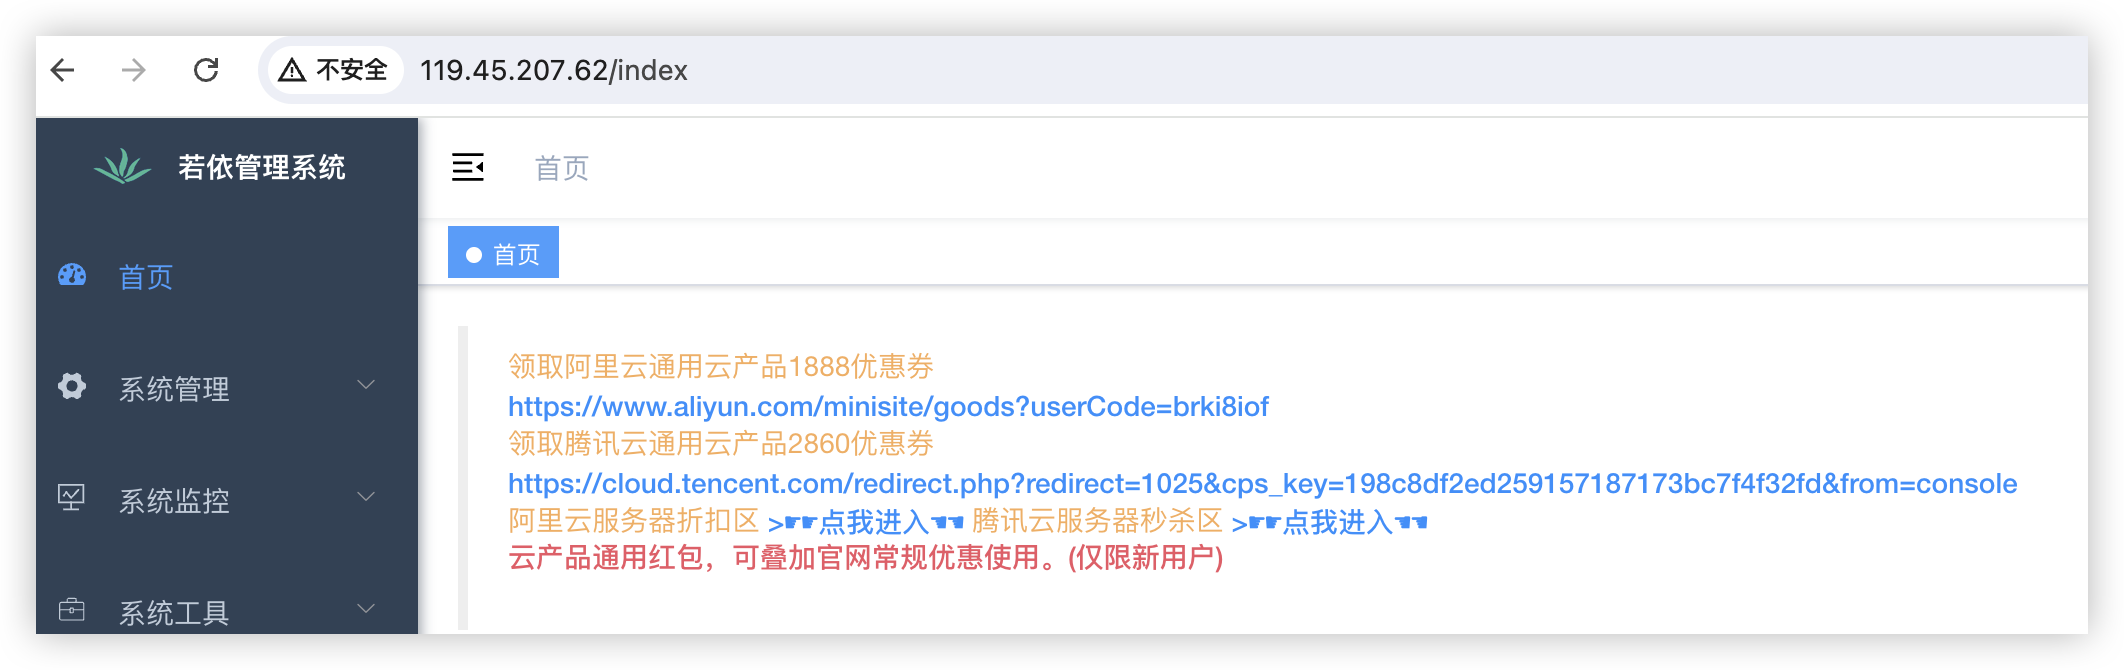 不安全 119.45.207.62/index
若依管理系统
首页
系统管理
系统监控
系统工具
首页
首页
领取阿里云通用云产品1888优惠券
https://www.aliyun.com/minisite/goods?userCode=brki8iof
领取腾讯云通用云产品2860优惠券
https://cloud.tencent.com/redirect.php?redirect=1025&cps_key=198c8df2ed259157187173bc7f4f32fd&from=console
阿里云服务器折扣区 >☛☛点我进入☚☚ 腾讯云服务器秒杀区 >☛☛点我进入☚☚
云产品通用红包，可叠加官网常规优惠使用。(仅限新用户)